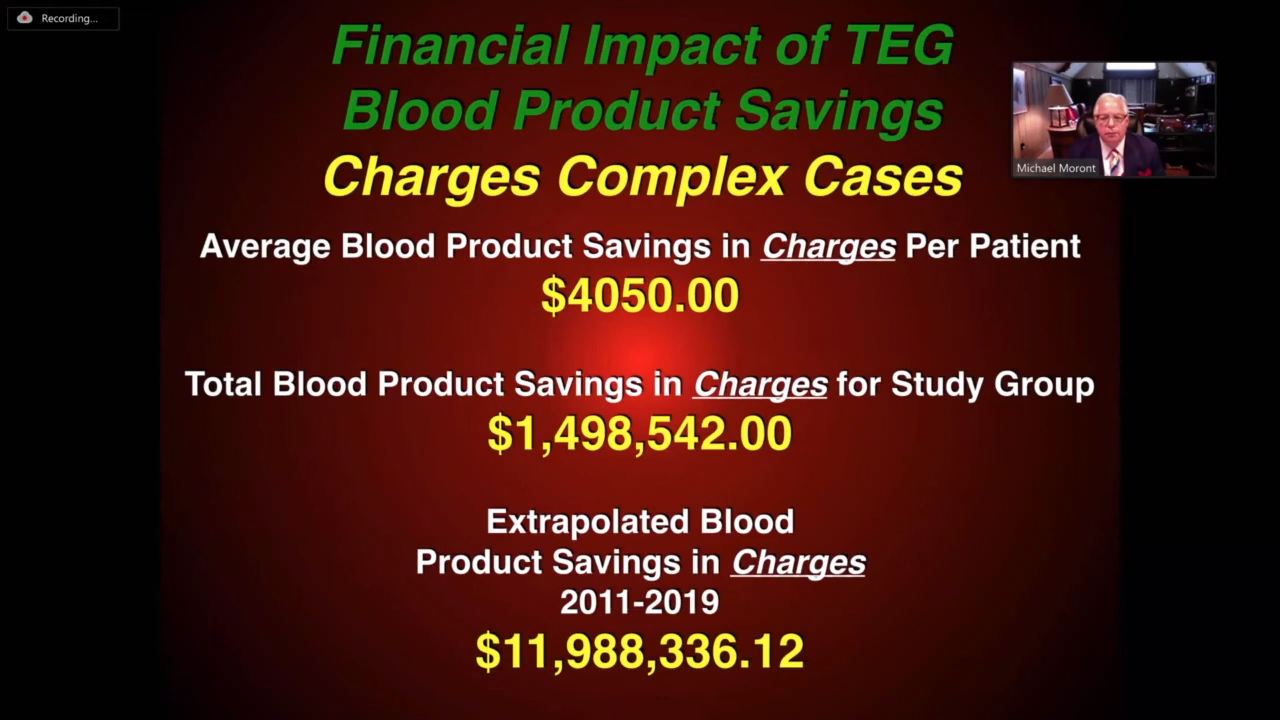 Recording...
Financial Impact of TEG
Blood Product Savings
Charges Complex Cases
Michael Moront
Average Blood Product Savings in Charges Per Patient
$4050.00
Total Blood Product Savings in Charges for Study Group
$1,498,542.00
Extrapolated Blood
Product Savings in Charges
2011-2019
$11,988,336.12